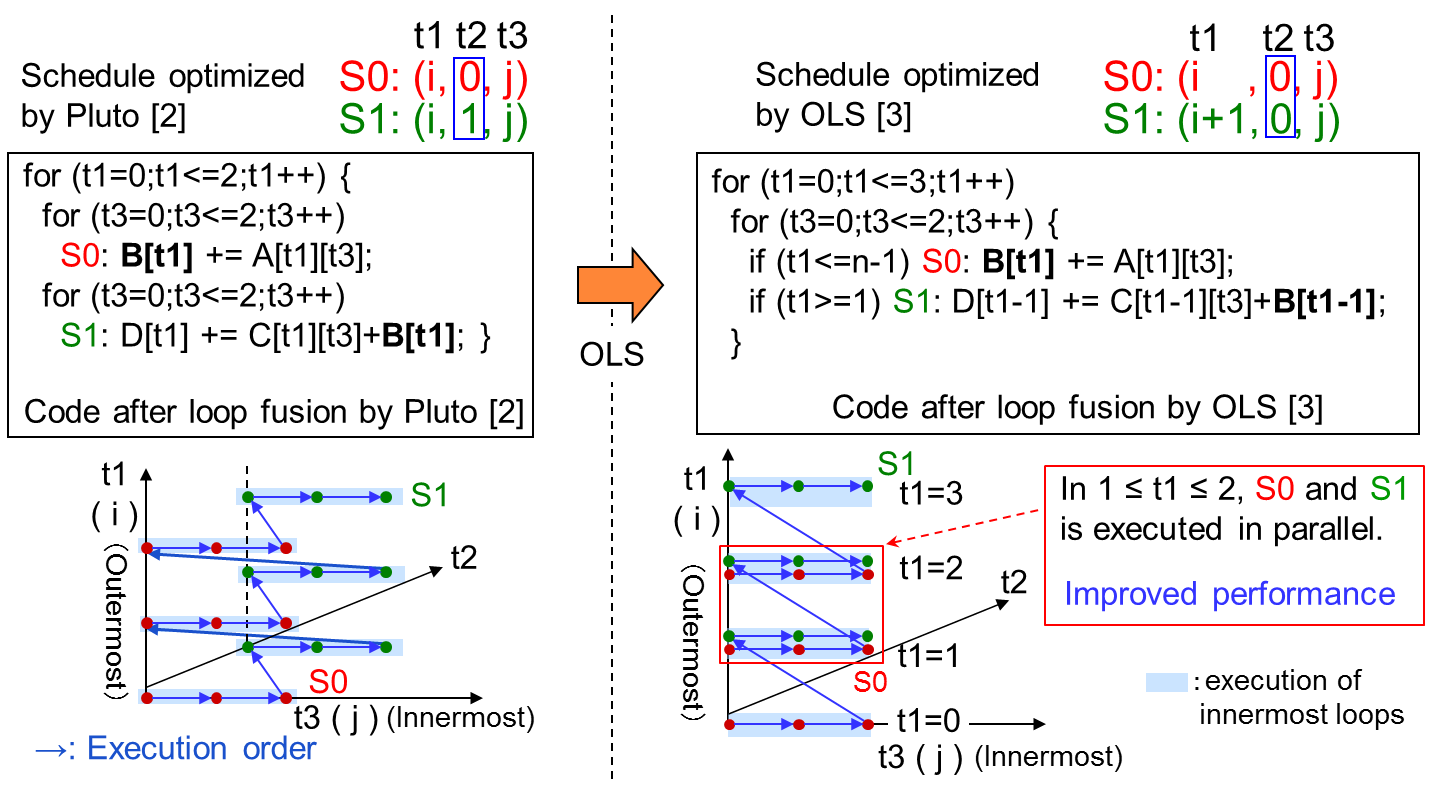 t1 t2 t3
Schedule optimized
by Pluto [2]
S0: (i, 0, j)
S1: (i, 1, j)
for (t1=0;t1<=2;t1++) {
for (t3=0;t3<=2;t3++)
S0: B[t1] += A[t1][t3];
for (t3=0;t3<=2;t3++)
S1: D[t1] += C[t1][t3]+B[t1]; }
Code after loop fusion by Pluto [2]
t1
( i )
(Outermost)
S1
t2
S0
t3 ( j ) (Innermost)
→: Execution order
OLS
t1 t2 t3
Schedule optimized
by OLS [3]
S0: (i , 0, j)
S1: (i+1, 0, j)
for (t1=0;t1<=3;t1++)
for (t3=0;t3<=2;t3++) {
if (t1<=n-1) S0: B[t1] += A[t1][t3];
if (t1>=1) S1: D[t1-1] += C[t1-1][t3]+B[t1-1];
}
Code after loop fusion by OLS [3]
t1
( i )
(Outermost)
S1
t1=3
t1=2
t2
t1=1
S0
t1=0
t3 ( j ) (Innermost)
In 1 ≤ t1 ≤ 2, S0 and S1
is executed in parallel.
Improved performance
: execution of
innermost loops